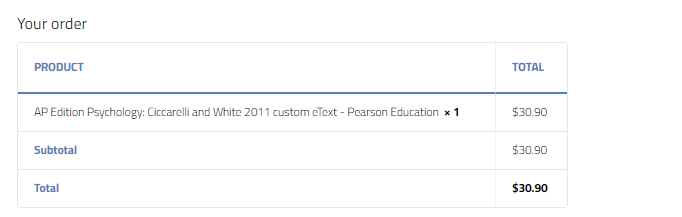 Your order
PRODUCT TOTAL
AP Edition Psychology: Ciccarelli and White 2011 custom eText - Pearson Education × 1 $30.90
Subtotal $30.90
Total $30.90